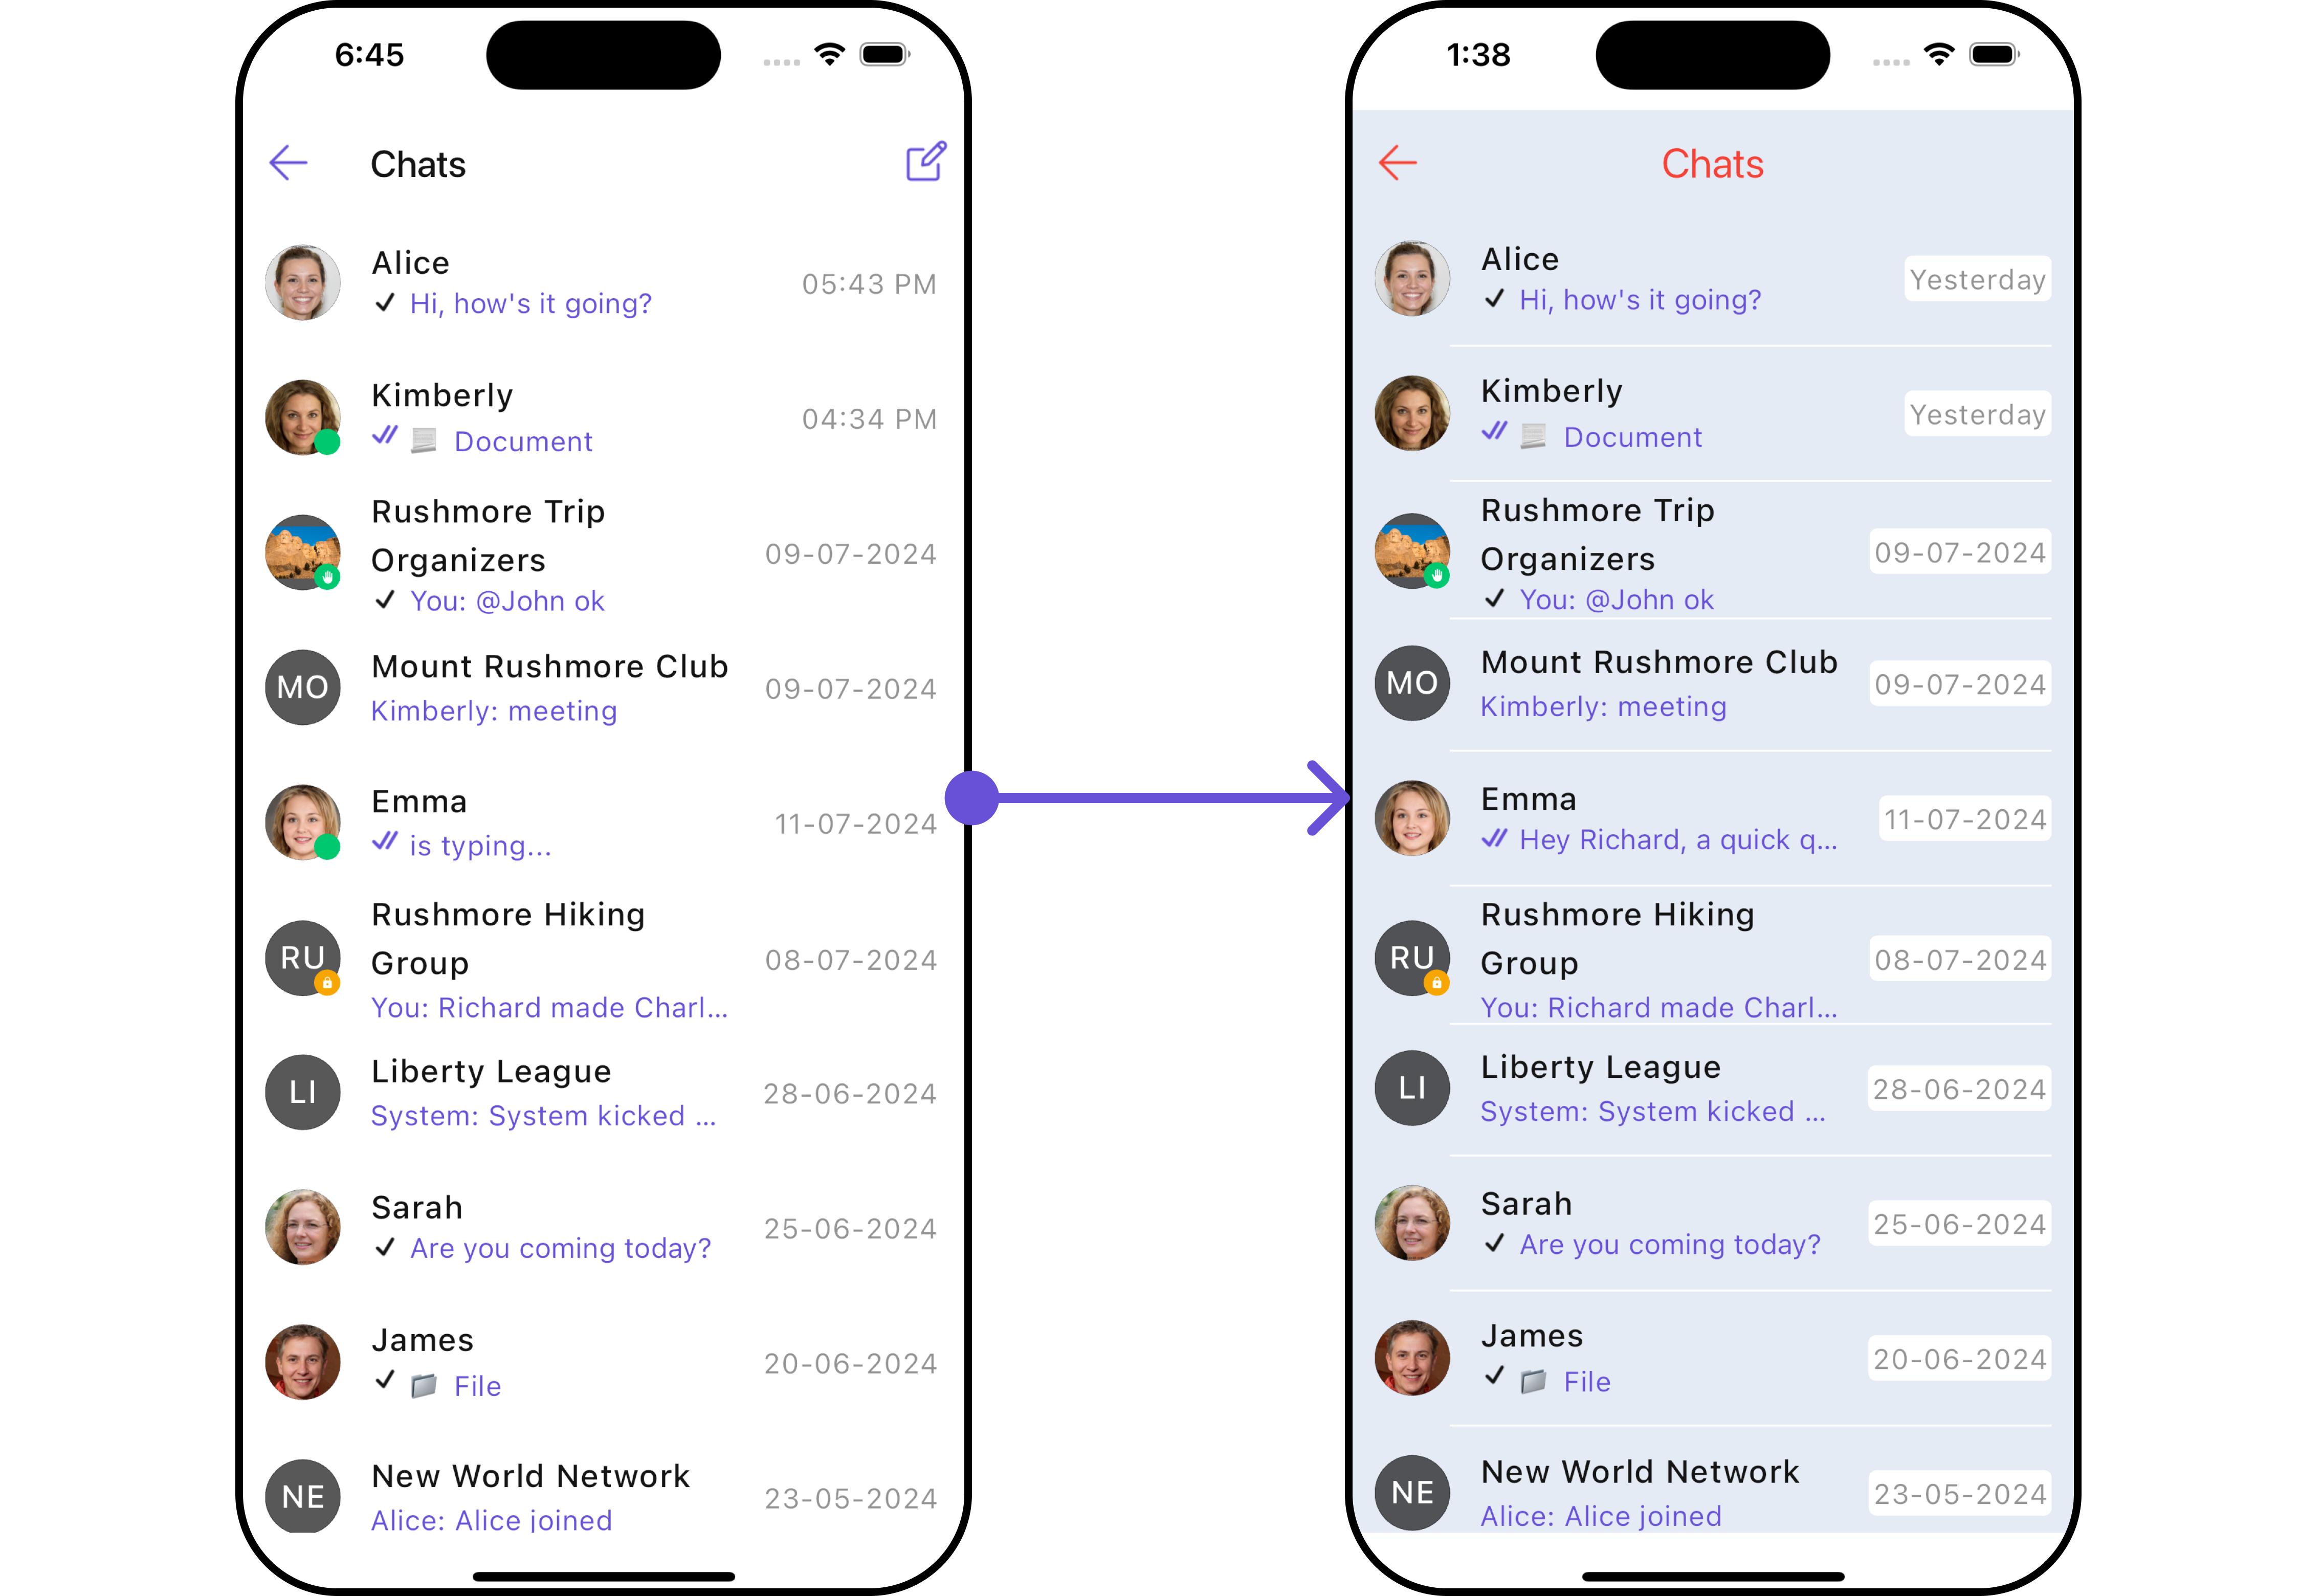 6:45
Chats
Alice
05:43 PM
Hi, how's it going?
Kimberly
04:34 PM
Document
Rushmore Trip
Organizers
09-07-2024
You: @John ok
MO
Mount Rushmore Club
09-07-2024
Kimberly: meeting
Emma
11-07-2024
is typing...
Rushmore Hiking
RU
Group
08-07-2024
You: Richard made Charl...
LI
Liberty League
28-06-2024
System: System kicked ...
Sarah
25-06-2024
Are you coming today?
James
20-06-2024
File
NE
New World Network
23-05-2024
Alice: Alice joined
1:38
Chats
Alice
Yesterday
Hi, how's it going?
Kimberly
Yesterday
Document
Rushmore Trip
Organizers
09-07-2024
You: @John ok
MO
Mount Rushmore Club
09-07-2024
Kimberly: meeting
Emma
11-07-2024
Hey Richard, a quick q...
Rushmore Hiking
RU
Group
08-07-2024
You: Richard made Charl...
LI
Liberty League
28-06-2024
System: System kicked ...
Sarah
25-06-2024
Are you coming today?
James
20-06-2024
File
NE
New World Network
23-05-2024
Alice: Alice joined